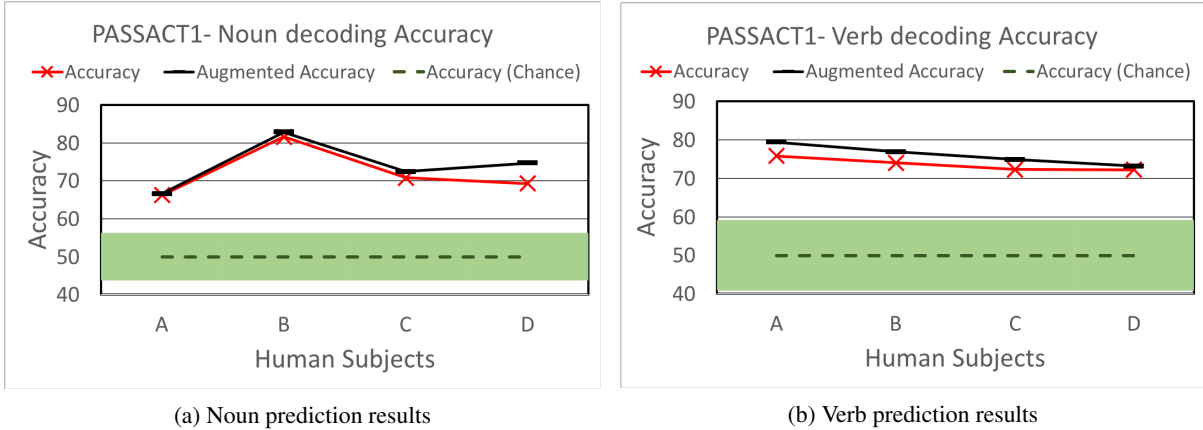 PASSACT1- Noun decoding Accuracy
Accuracy Augmented Accuracy Accuracy (Chance)
90
80
70
60
50
40
Accuracy
A B C D
Human Subjects
(a) Noun prediction results
PASSACT1- Verb decoding Accuracy
Accuracy Augmented Accuracy Accuracy (Chance)
90
80
70
60
50
40
Accuracy
A B C D
Human Subjects
(b) Verb prediction results